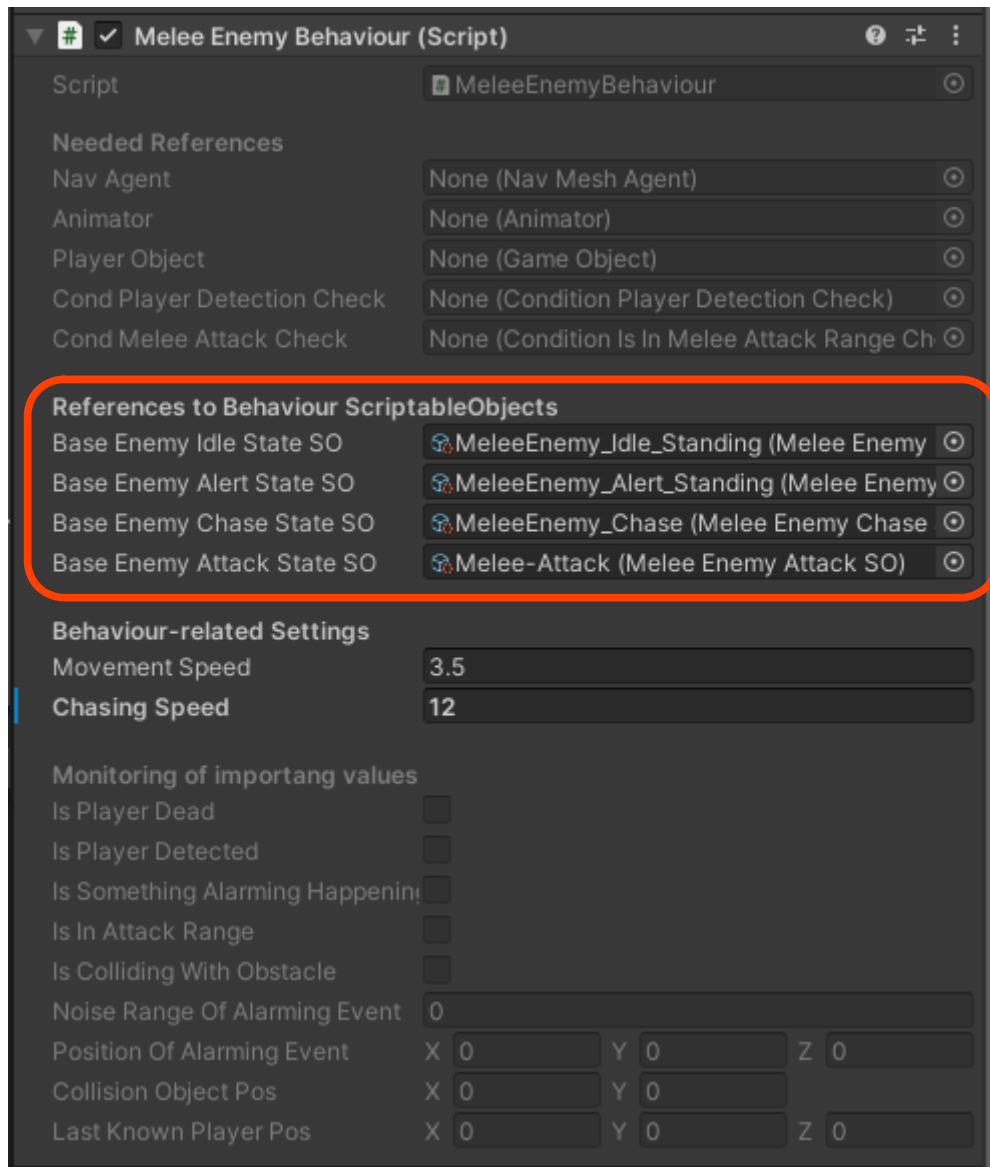 Melee Enemy Behaviour (Script)
Script MeleeEnemyBehaviour
Needed References
Nav Agent None (Nav Mesh Agent)
Animator None (Animator)
Player Object None (Game Object)
Cond Player Detection Check None (Condition Player Detection Check)
Cond Melee Attack Check None (Condition Is In Melee Attack Range Ch
References to Behaviour ScriptableObjects
Base Enemy Idle State SO MeleeEnemy_Idle_Standing (Melee Enemy
Base Enemy Alert State SO MeleeEnemy_Alert_Standing (Melee Enemy
Base Enemy Chase State SO MeleeEnemy_Chase (Melee Enemy Chase
Base Enemy Attack State SO Melee-Attack (Melee Enemy Attack SO)
Behaviour-related Settings
Movement Speed 3.5
Chasing Speed 12
Monitoring of importang values
Is Player Dead
Is Player Detected
Is Something Alarming Happening
Is In Attack Range
Is Colliding With Obstacle
Noise Range Of Alarming Event 0
Position Of Alarming Event X 0 Y 0 Z 0
Collision Object Pos X 0 Y 0
Last Known Player Pos X 0 Y 0 Z 0